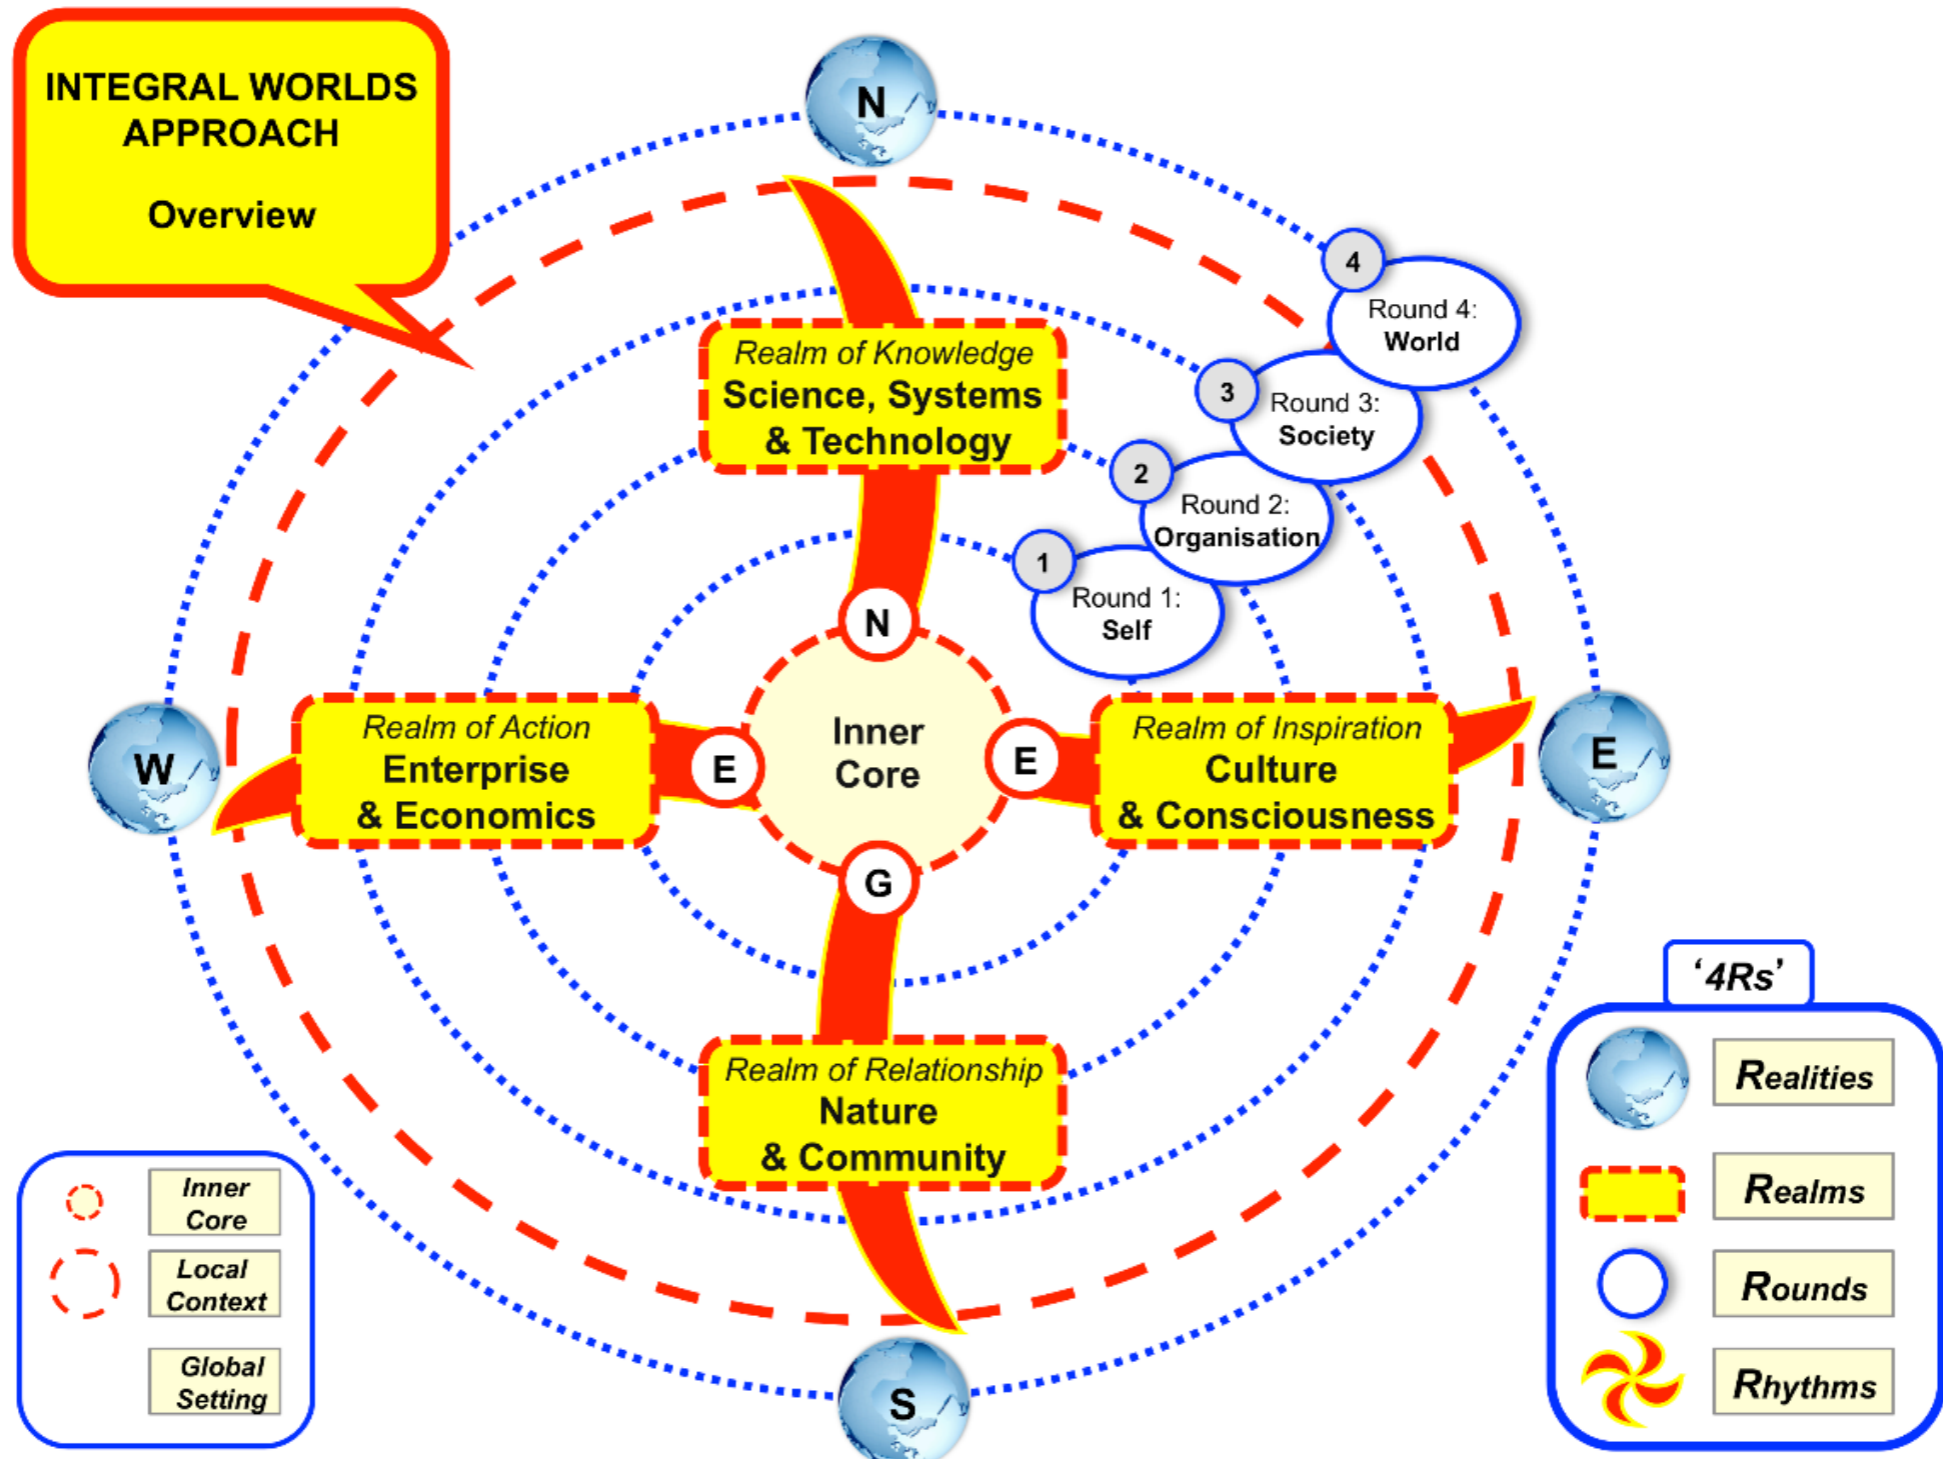 INTEGRAL WORLDS
APPROACH
Overview
N
4
Round 4:
World
Realm of Knowledge
Science, Systems
& Technology
3
Round 3:
Society
2
Round 2:
Organisation
1
Round 1:
Self
N
W
Realm of Action
Enterprise
& Economics
E
Inner
Core
E
Realm of Inspiration
Culture
& Consciousness
E
G
Realm of Relationship
Nature
& Community
S
Inner
Core
Local
Context
Global
Setting
‘4Rs’
Realities
Realms
Rounds
Rhythms